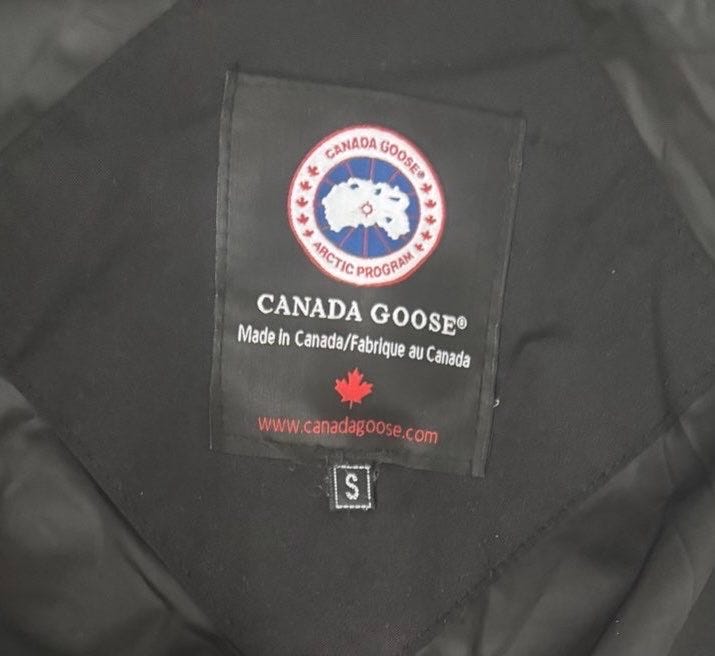 CANADA GOOSE®
ARCTIC PROGRAM
CANADA GOOSE®
Made in Canada/Fabrique au Canada
www.canadagoose.com
S